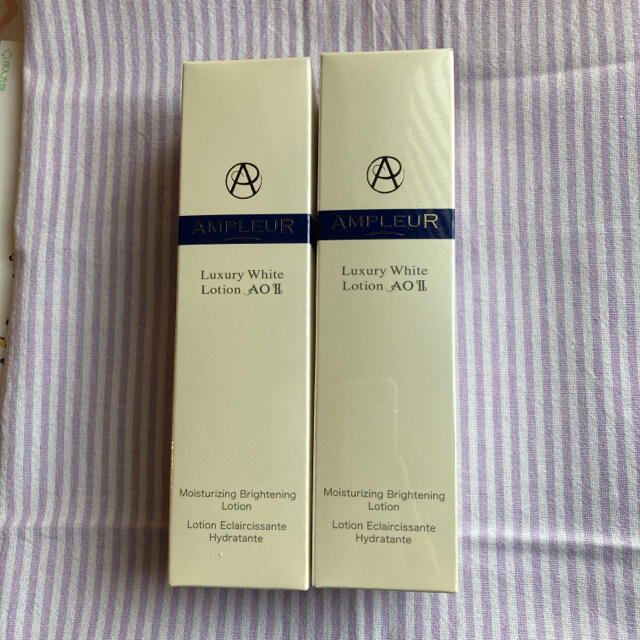 AMPLEUR
Luxury White
Lotion AO II
Moisturizing Brightening
Lotion
Lotion Eclaircissante
Hydratante
AMPLEUR
Luxury White
Lotion AO II
Moisturizing Brightening
Lotion
Lotion Eclaircissante
Hydratante